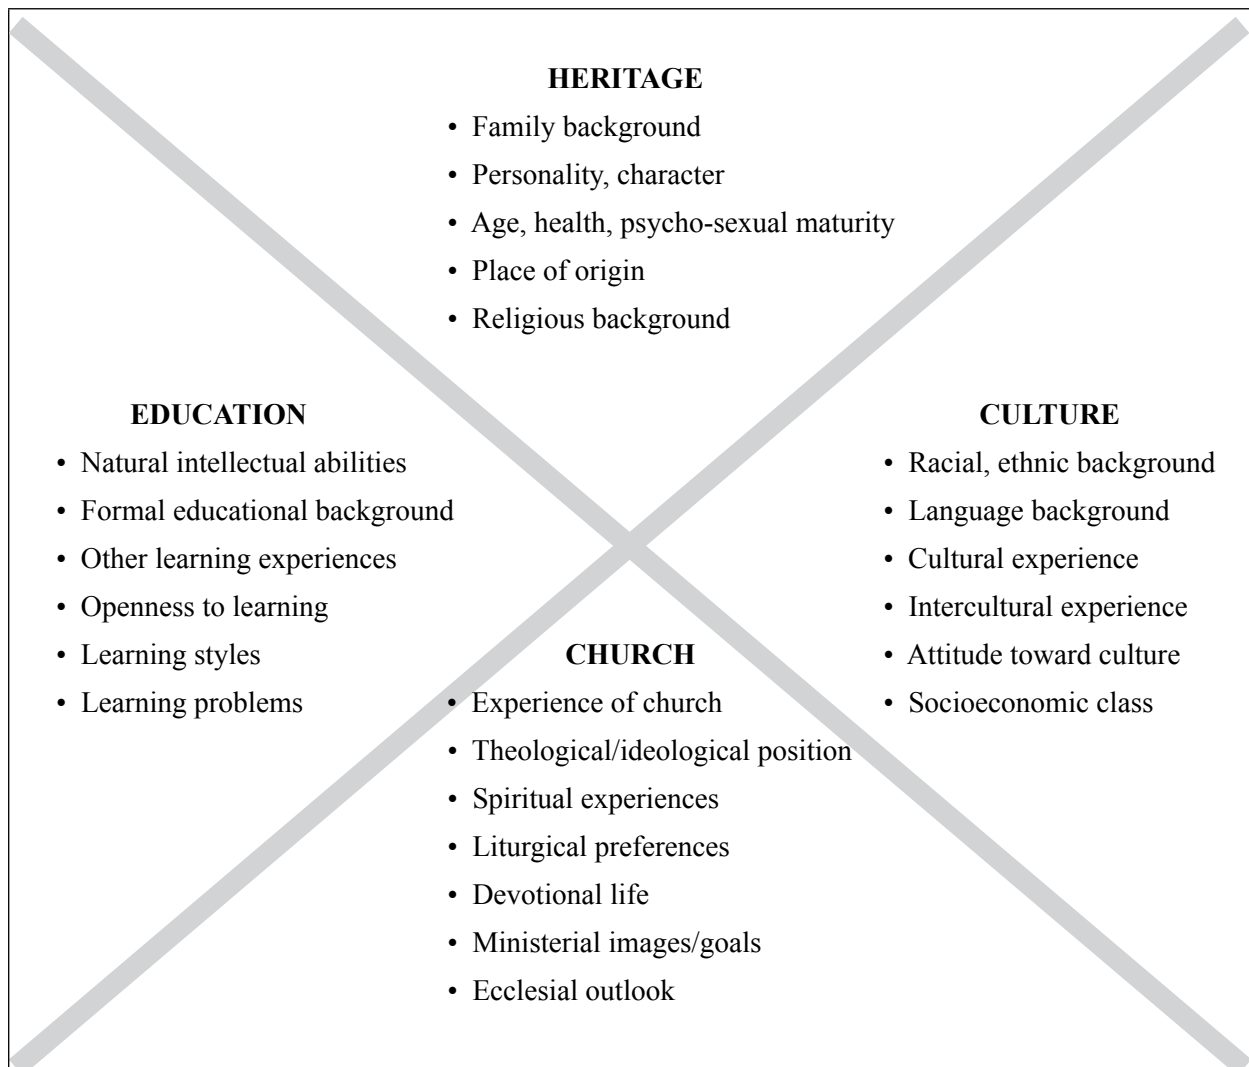 HERITAGE
• Family background
• Personality, character
• Age, health, psycho-sexual maturity
• Place of origin
• Religious background
EDUCATION
• Natural intellectual abilities
• Formal educational background
• Other learning experiences
• Openness to learning
• Learning styles
• Learning problems
CULTURE
• Racial, ethnic background
• Language background
• Cultural experience
• Intercultural experience
• Attitude toward culture
• Socioeconomic class
CHURCH
• Experience of church
• Theological/ideological position
• Spiritual experiences
• Liturgical preferences
• Devotional life
• Ministerial images/goals
• Ecclesial outlook